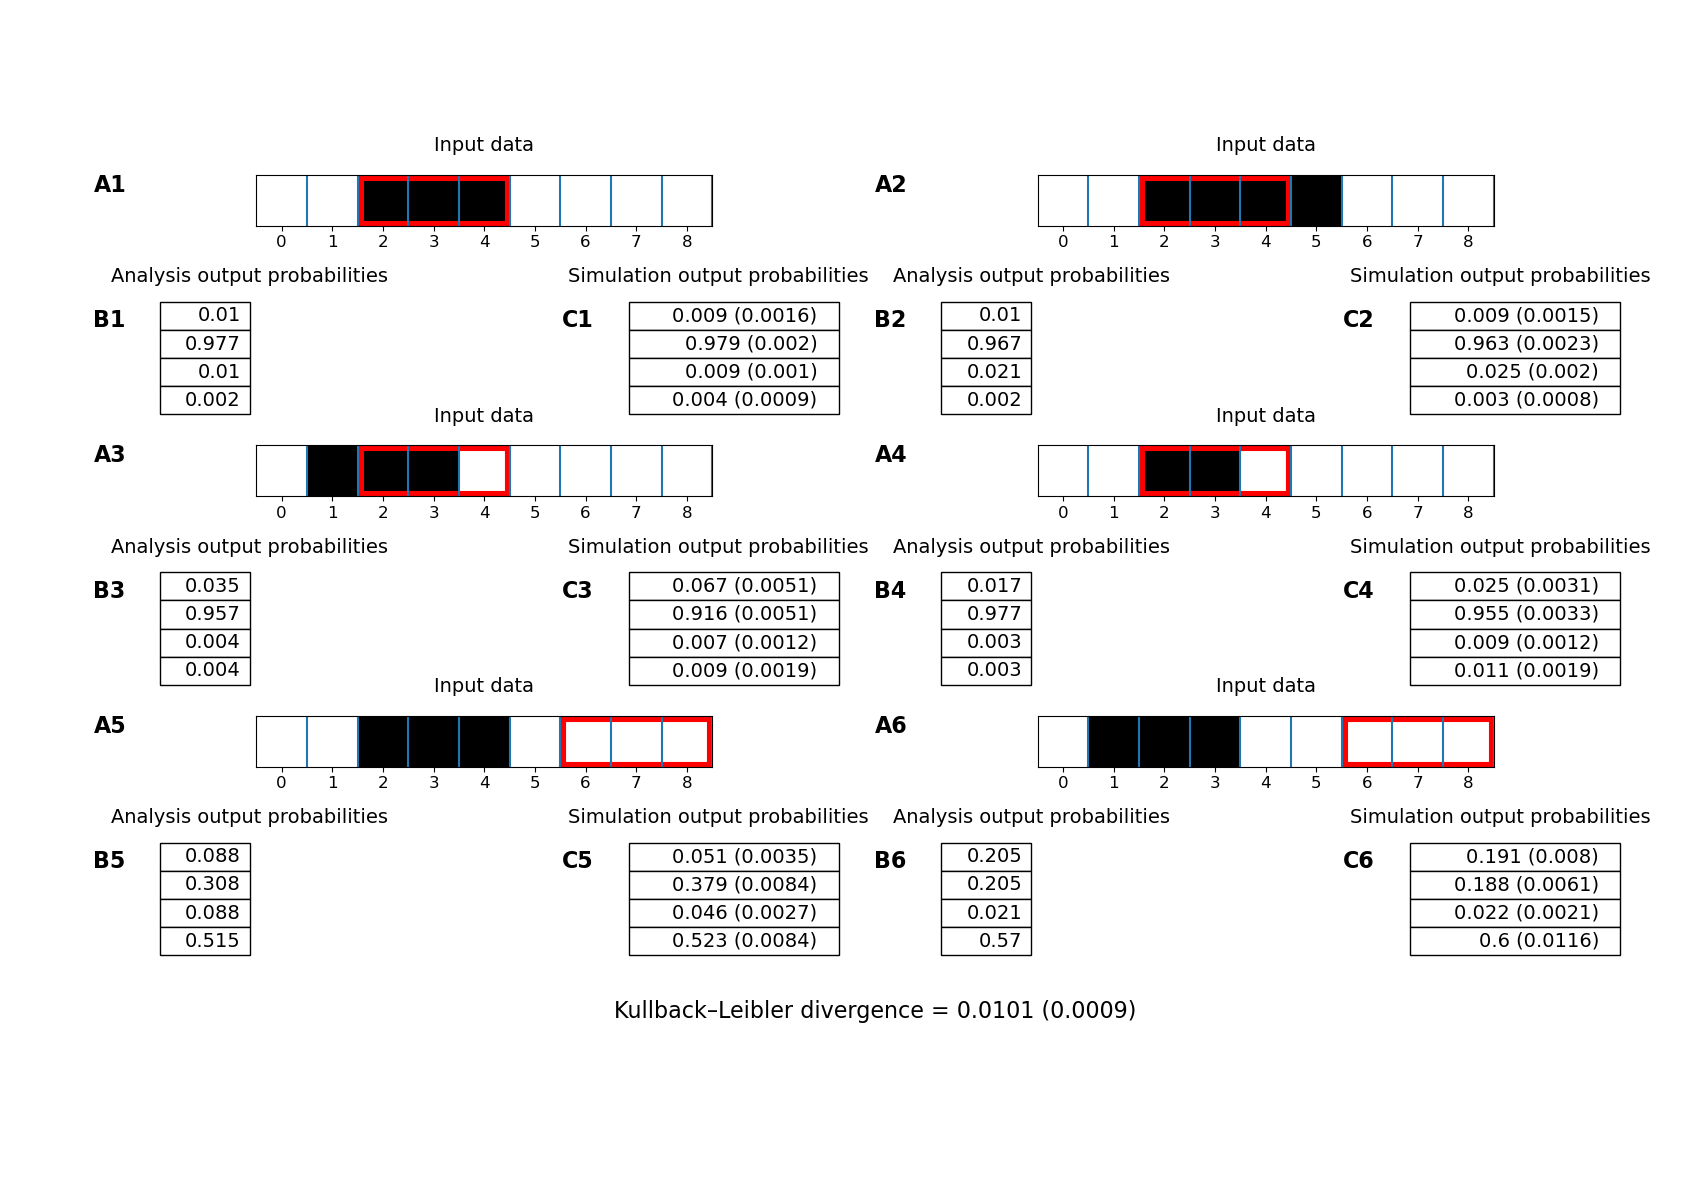 Input data Input data
A1 A2
0 1 2 3 4 5 6 7 8 0 1 2 3 4 5 6 7 8
Analysis output probabilities Simulation output probabilities Analysis output probabilities Simulation output probabilities
B1 0.01 C1 0.009 (0.0016) B2 0.01 C2 0.009 (0.0015)
0.977 0.979 (0.002) 0.967 0.963 (0.0023)
0.01 0.009 (0.001) 0.021 0.025 (0.002)
0.002 0.004 (0.0009) 0.002 0.003 (0.0008)
Input data Input data
A3 A4
0 1 2 3 4 5 6 7 8 0 1 2 3 4 5 6 7 8
Analysis output probabilities Simulation output probabilities Analysis output probabilities Simulation output probabilities
B3 0.035 C3 0.067 (0.0051) B4 0.017 C4 0.025 (0.0031)
0.957 0.916 (0.0051) 0.977 0.955 (0.0033)
0.004 0.007 (0.0012) 0.003 0.009 (0.0012)
0.004 0.009 (0.0019) 0.003 0.011 (0.0019)
Input data Input data
A5 A6
0 1 2 3 4 5 6 7 8 0 1 2 3 4 5 6 7 8
Analysis output probabilities Simulation output probabilities Analysis output probabilities Simulation output probabilities
B5 0.088 C5 0.051 (0.0035) B6 0.205 C6 0.191 (0.008)
0.308 0.379 (0.0084) 0.205 0.188 (0.0061)
0.088 0.046 (0.0027) 0.021 0.022 (0.0021)
0.515 0.523 (0.0084) 0.57 0.6 (0.0116)
Kullback–Leibler divergence = 0.0101 (0.0009)